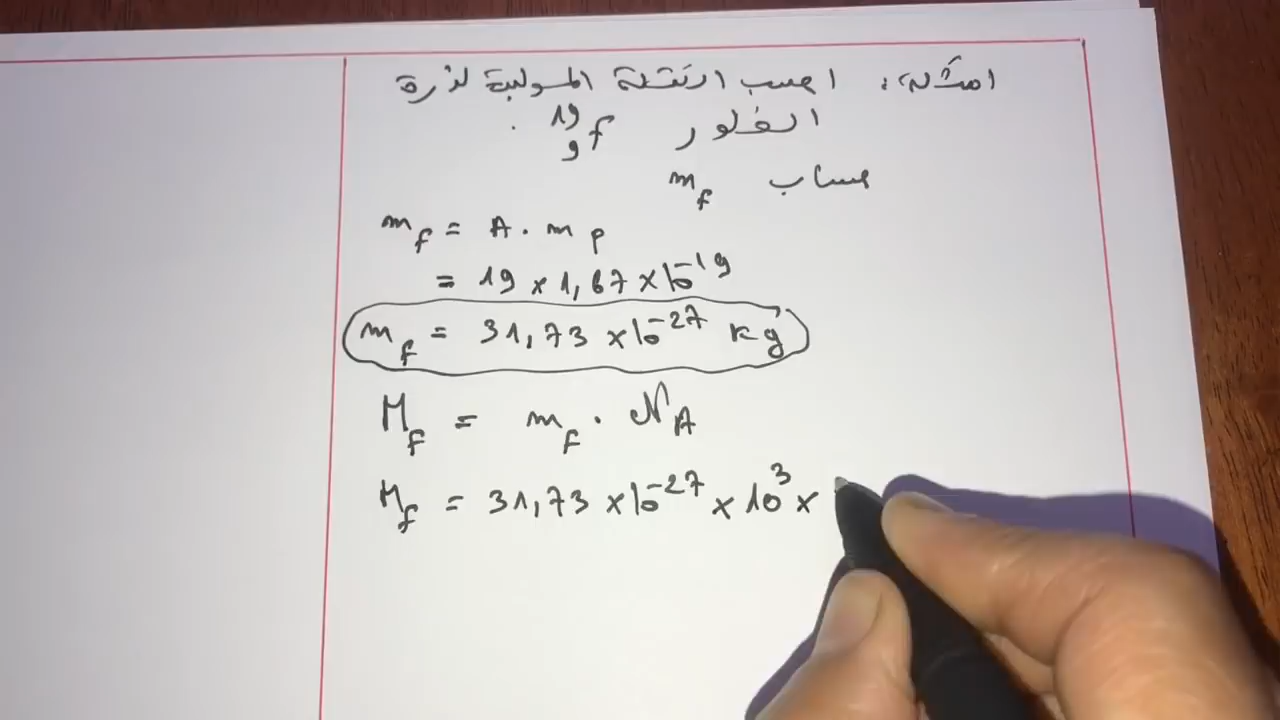 امثلة: احسب الكتلة المولية لذرة
الفلور ¹⁹₉F .
حساب m_F
m_F = A . m_p
= 19 × 1,67 × 10⁻¹⁹
m_F = 31,73 × 10⁻²⁷ kg
M_F = m_F . N_A
M_F = 31,73 × 10⁻²⁷ × 10³ ×